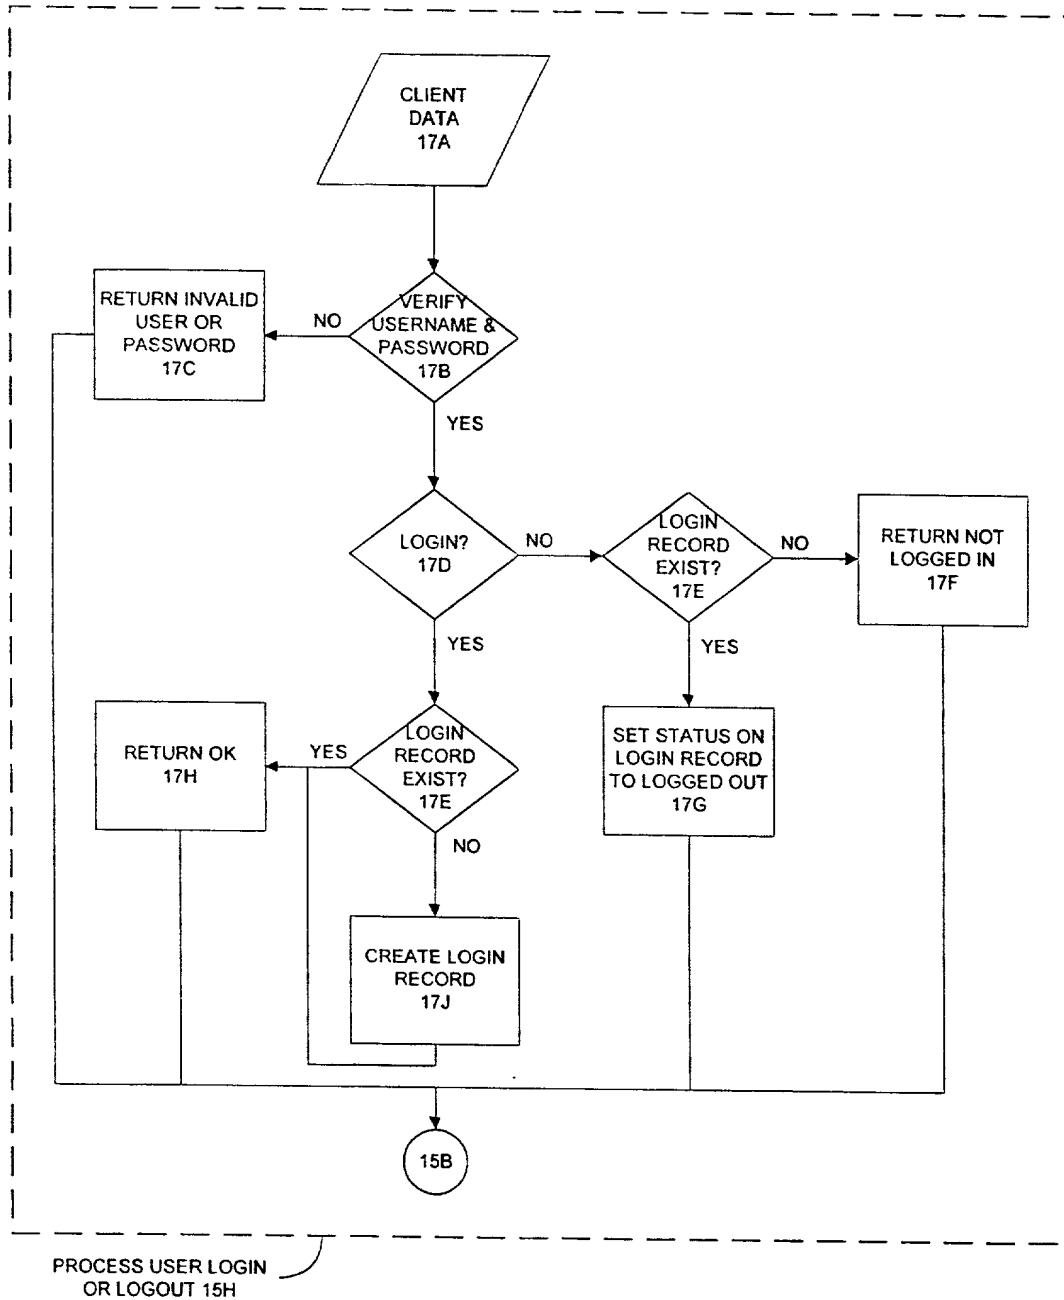 CLIENT
DATA
17A
RETURN INVALID
USER OR
PASSWORD
17C
NO
VERIFY
USERNAME &
PASSWORD
17B
YES
LOGIN?
17D
NO
LOGIN
RECORD
EXIST?
17E
NO
RETURN NOT
LOGGED IN
17F
YES
YES
RETURN OK
17H
YES
LOGIN
RECORD
EXIST?
17E
SET STATUS ON
LOGIN RECORD
TO LOGGED OUT
17G
NO
CREATE LOGIN
RECORD
17J
15B
PROCESS USER LOGIN
OR LOGOUT 15H